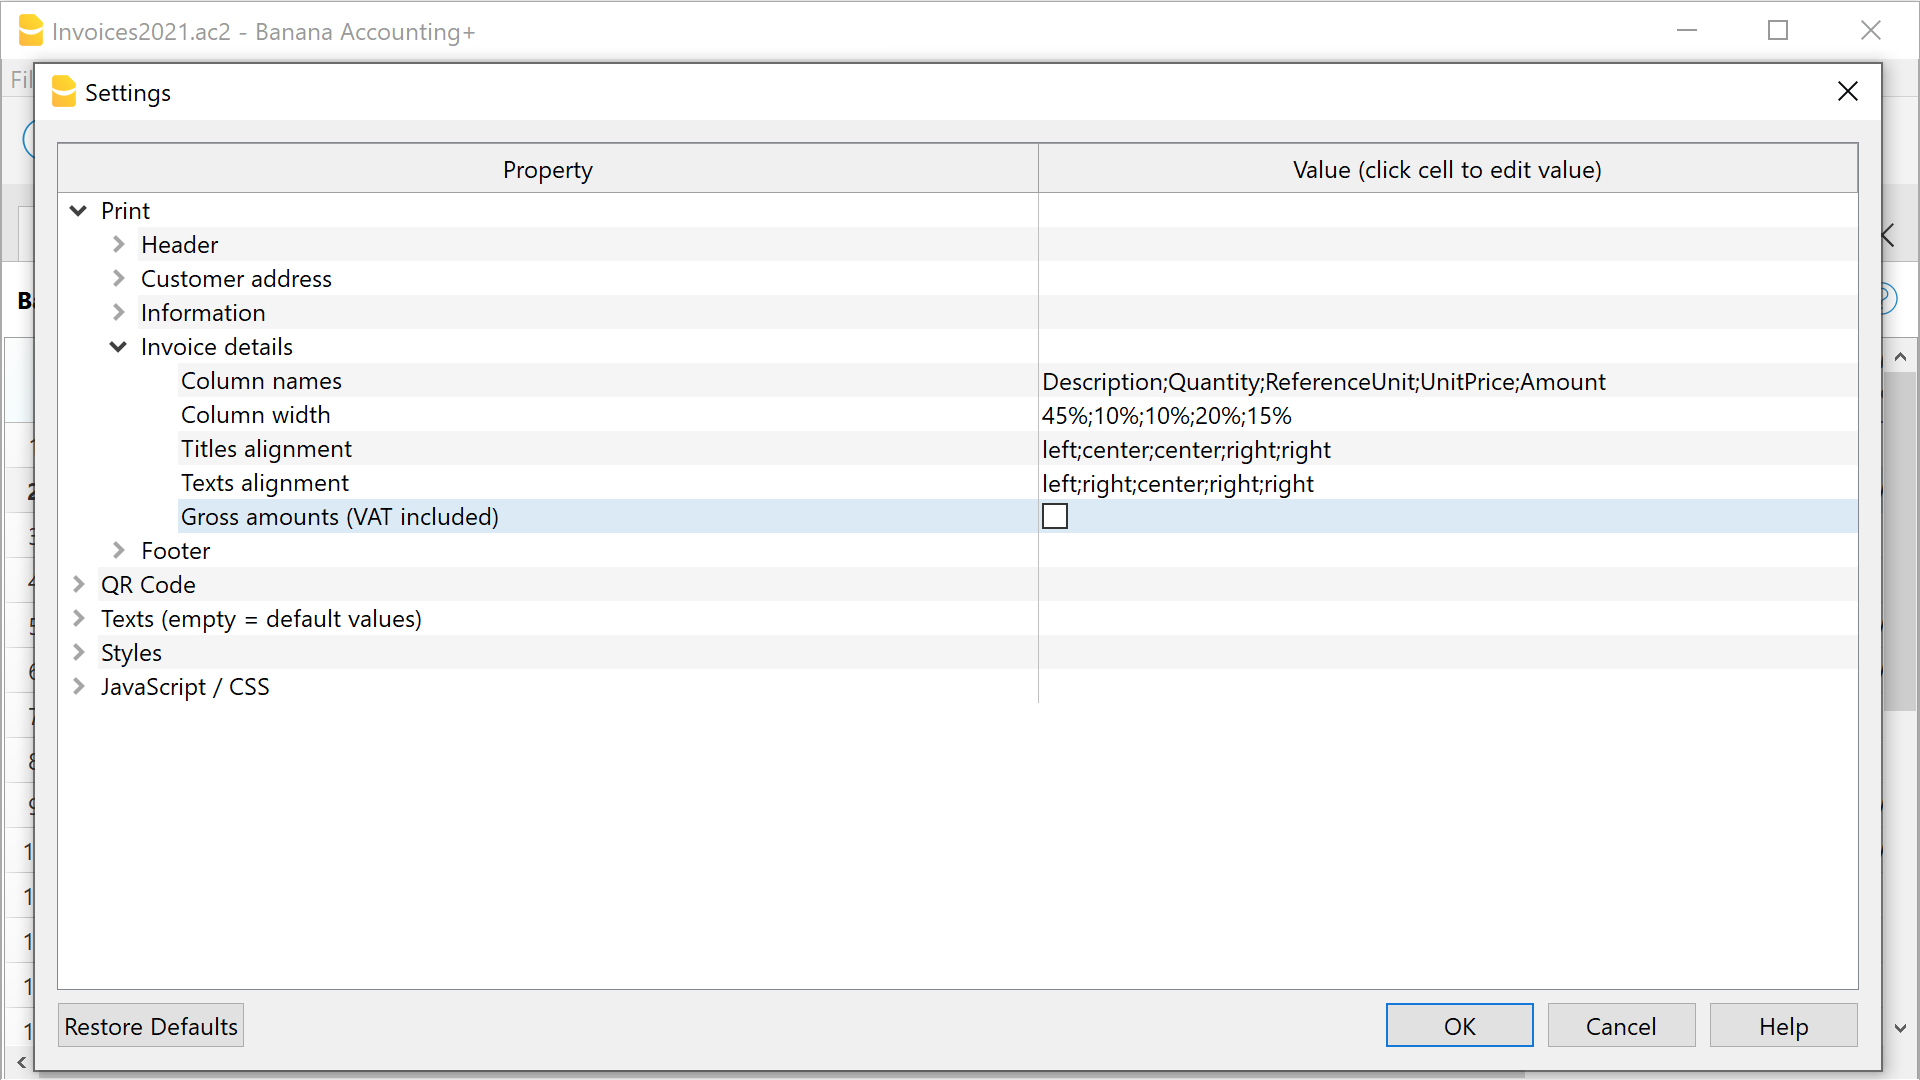 Invoices2021.ac2 - Banana Accounting+
Settings
Property
Value (click cell to edit value)
Print
Header
Customer address
Information
Invoice details
Column names
Description;Quantity;ReferenceUnit;UnitPrice;Amount
Column width
45%;10%;10%;20%;15%
Titles alignment
left;center;center;right;right
Texts alignment
left;right;center;right;right
Gross amounts (VAT included)
Footer
QR Code
Texts (empty = default values)
Styles
JavaScript / CSS
Restore Defaults
OK
Cancel
Help